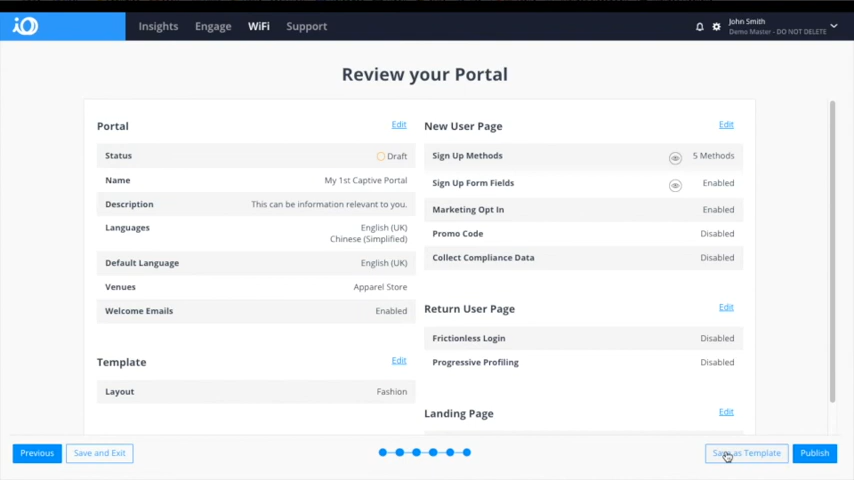 iO
Insights Engage WiFi Support
John Smith
Demo Master - DO NOT DELETE
Review your Portal
Portal Edit
Status Draft
Name My 1st Captive Portal
Description This can be information relevant to you.
Languages English (UK)
Chinese (Simplified)
Default Language English (UK)
Venues Apparel Store
Welcome Emails Enabled
Template Edit
Layout Fashion
New User Page Edit
Sign Up Methods 5 Methods
Sign Up Form Fields Enabled
Marketing Opt In Enabled
Promo Code Disabled
Collect Compliance Data Disabled
Return User Page Edit
Frictionless Login Disabled
Progressive Profiling Disabled
Landing Page Edit
Previous Save and Exit Save as Template Publish